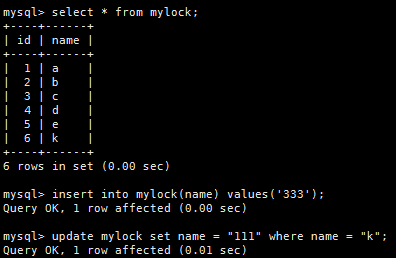 mysql> select * from mylock;
+----+------+
| id | name |
+----+------+
|  1 | a    |
|  2 | b    |
|  3 | c    |
|  4 | d    |
|  5 | e    |
|  6 | k    |
+----+------+
6 rows in set (0.00 sec)

mysql> insert into mylock(name) values('333');
Query OK, 1 row affected (0.00 sec)

mysql> update mylock set name = "111" where name = "k";
Query OK, 1 row affected (0.01 sec)